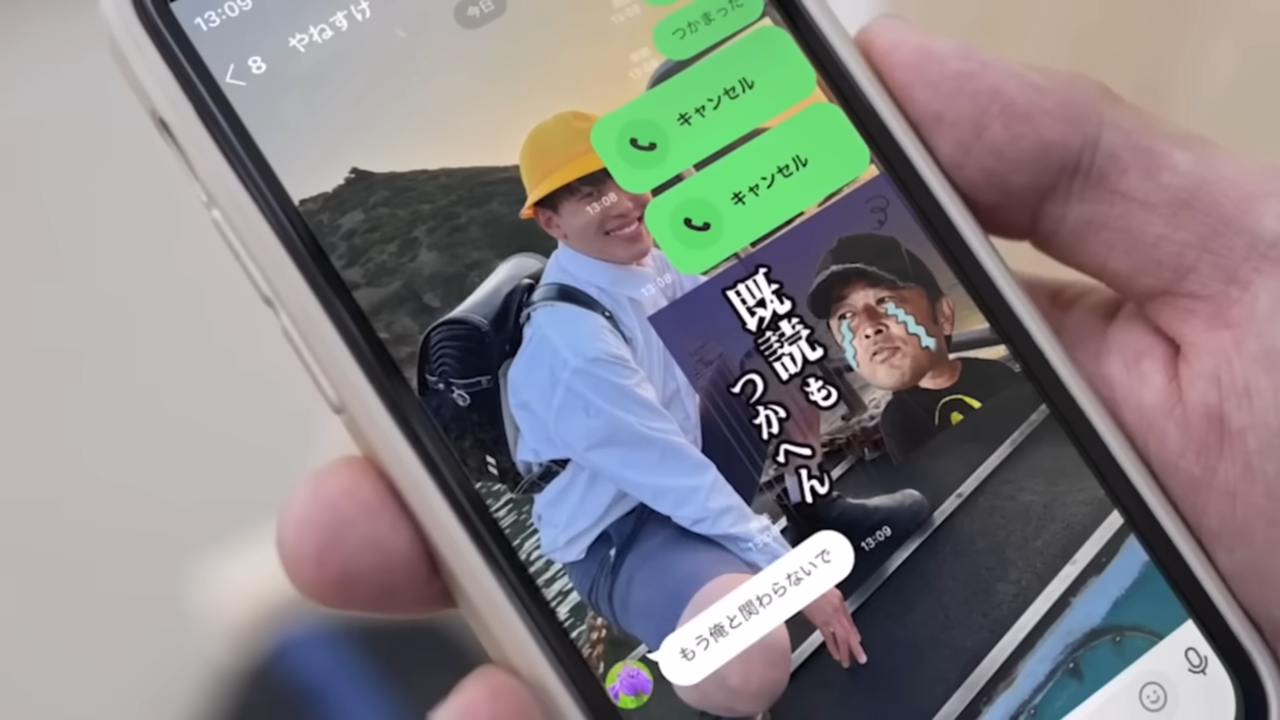 13:09
8 やねすけ
今日
つかまった
キャンセル
13:08
キャンセル
13:08
既読も
つかへん
もう俺と関わらないで
13:09